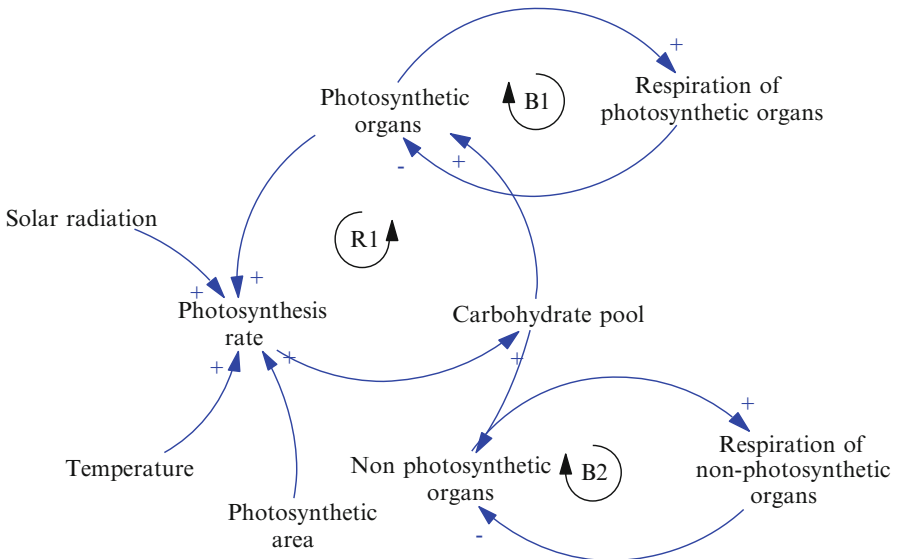 +
Photosynthetic
organs
B1
Respiration of
photosynthetic organs
-
+
Solar radiation
R1
+
+
Photosynthesis
rate
Carbohydrate pool
+
+
+
+
Temperature
Non photosynthetic
organs
B2
Respiration of
non-photosynthetic
organs
Photosynthetic
area
-